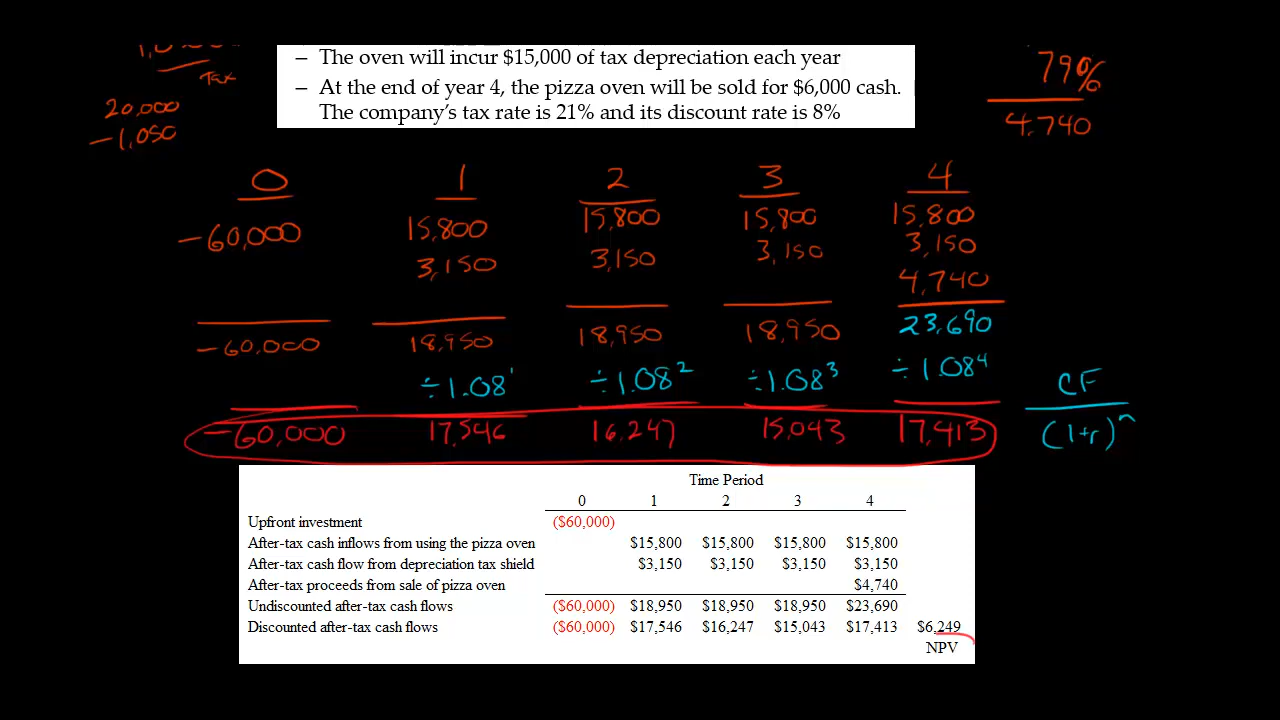 – The oven will incur $15,000 of tax depreciation each year
– At the end of year 4, the pizza oven will be sold for $6,000 cash.
The company's tax rate is 21% and its discount rate is 8%
Tax
20,000
−1,050
79%
4,740
0 1 2 3 4
−60,000 15,800 15,800 15,800 15,800
3,150 3,150 3,150 3,150
4,740
−60,000 18,950 18,950 18,950 23,690
÷1.08¹ ÷1.08² ÷1.08³ ÷1.08⁴ CF
−60,000 17,546 16,247 15,043 17,413 (1+r)ⁿ
Time Period
0 1 2 3 4
Upfront investment ($60,000)
After-tax cash inflows from using the pizza oven $15,800 $15,800 $15,800 $15,800
After-tax cash flow from depreciation tax shield $3,150 $3,150 $3,150 $3,150
After-tax proceeds from sale of pizza oven $4,740
Undiscounted after-tax cash flows ($60,000) $18,950 $18,950 $18,950 $23,690
Discounted after-tax cash flows ($60,000) $17,546 $16,247 $15,043 $17,413 $6,249
NPV